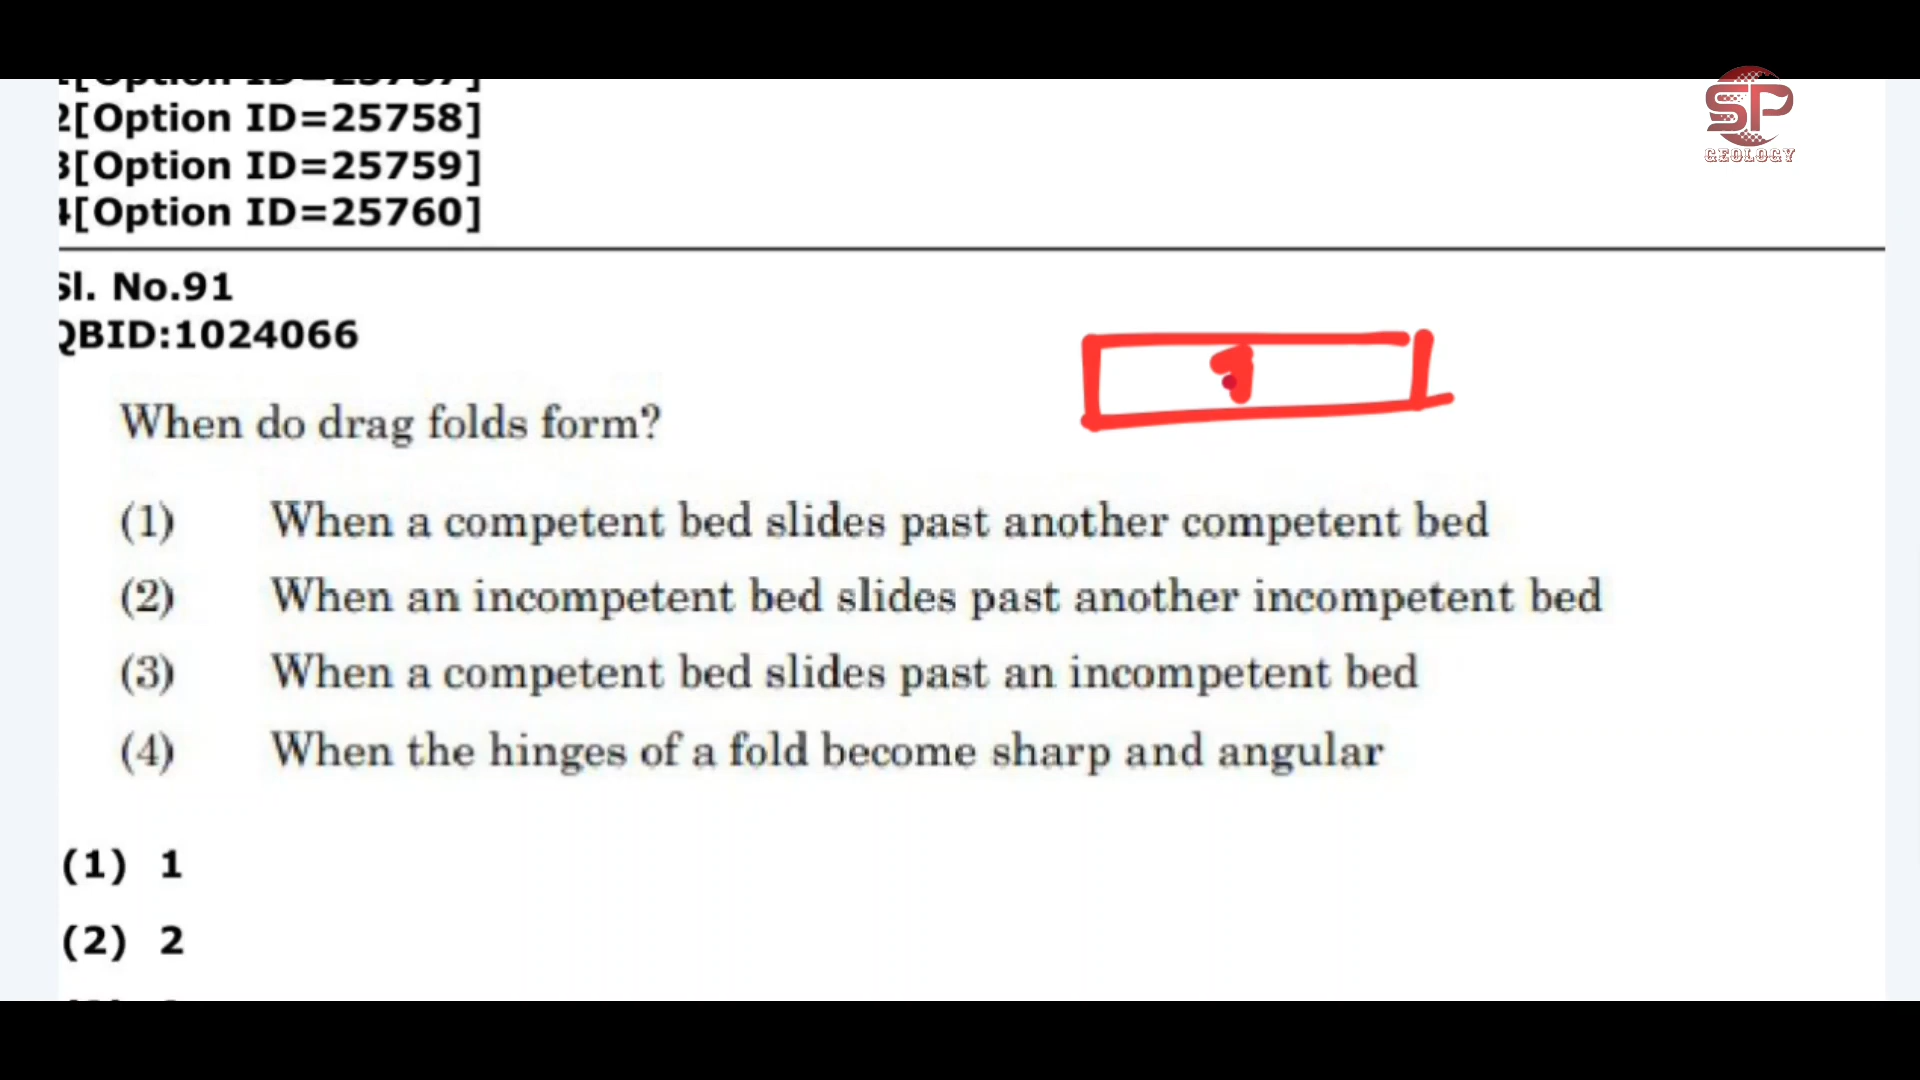 2[Option ID=25758]
3[Option ID=25759]
4[Option ID=25760]
SP
GEOLOGY
Sl. No.91
QBID:1024066
When do drag folds form?
(1) When a competent bed slides past another competent bed
(2) When an incompetent bed slides past another incompetent bed
(3) When a competent bed slides past an incompetent bed
(4) When the hinges of a fold become sharp and angular
(1) 1
(2) 2